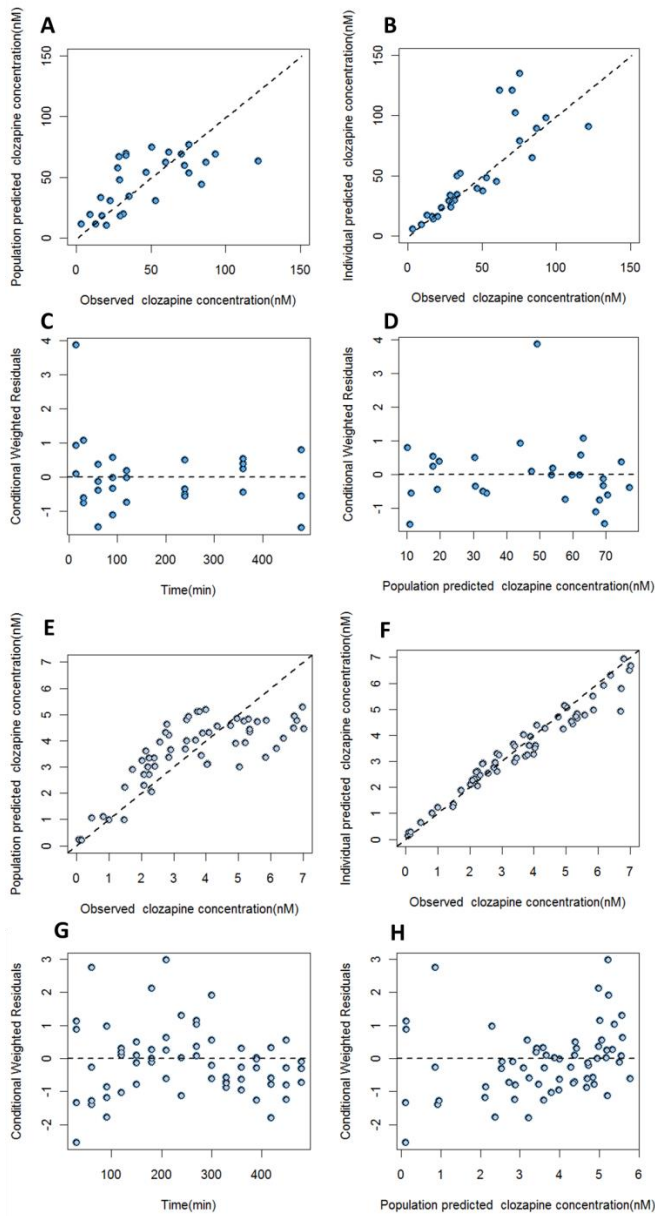 A
B
Population predicted clozapine concentration(nM)
150
100
50
0
0 50 100 150
Observed clozapine concentration(nM)
Individual predicted clozapine concentration(nM)
150
100
50
0
0 50 100 150
Observed clozapine concentration(nM)
C
D
Conditional Weighted Residuals
4
3
2
1
0
-1
0 100 200 300 400
Time(min)
Conditional Weighted Residuals
4
3
2
1
0
-1
10 20 30 40 50 60 70
Population predicted clozapine concentration(nM)
E
F
Population predicted clozapine concentration(nM)
7
6
5
4
3
2
1
0
0 1 2 3 4 5 6 7
Observed clozapine concentration(nM)
Individual predicted clozapine concentration(nM)
7
6
5
4
3
2
1
0
0 1 2 3 4 5 6 7
Observed clozapine concentration(nM)
G
H
Conditional Weighted Residuals
3
2
1
0
-1
-2
100 200 300 400
Time(min)
Conditional Weighted Residuals
3
2
1
0
-1
-2
0 1 2 3 4 5 6
Population predicted clozapine concentration(nM)